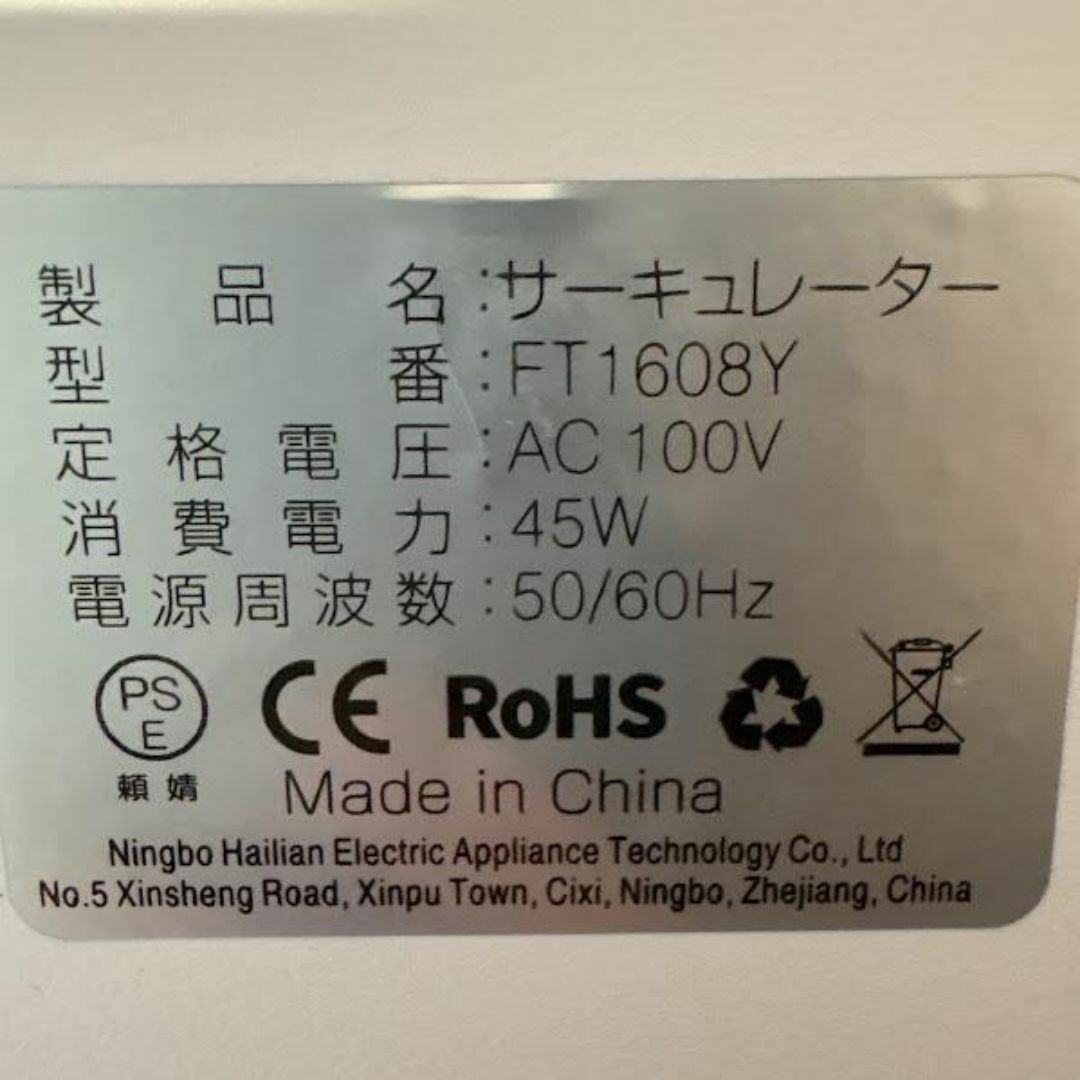 製品名:サーキュレーター
型番:FT1608Y
定格電圧:AC 100V
消費電力:45W
電源周波数:50/60Hz
PS
E
CE RoHS
頼婧
Made in China
Ningbo Hailian Electric Appliance Technology Co., Ltd
No.5 Xinsheng Road, Xinpu Town, Cixi, Ningbo, Zhejiang, China